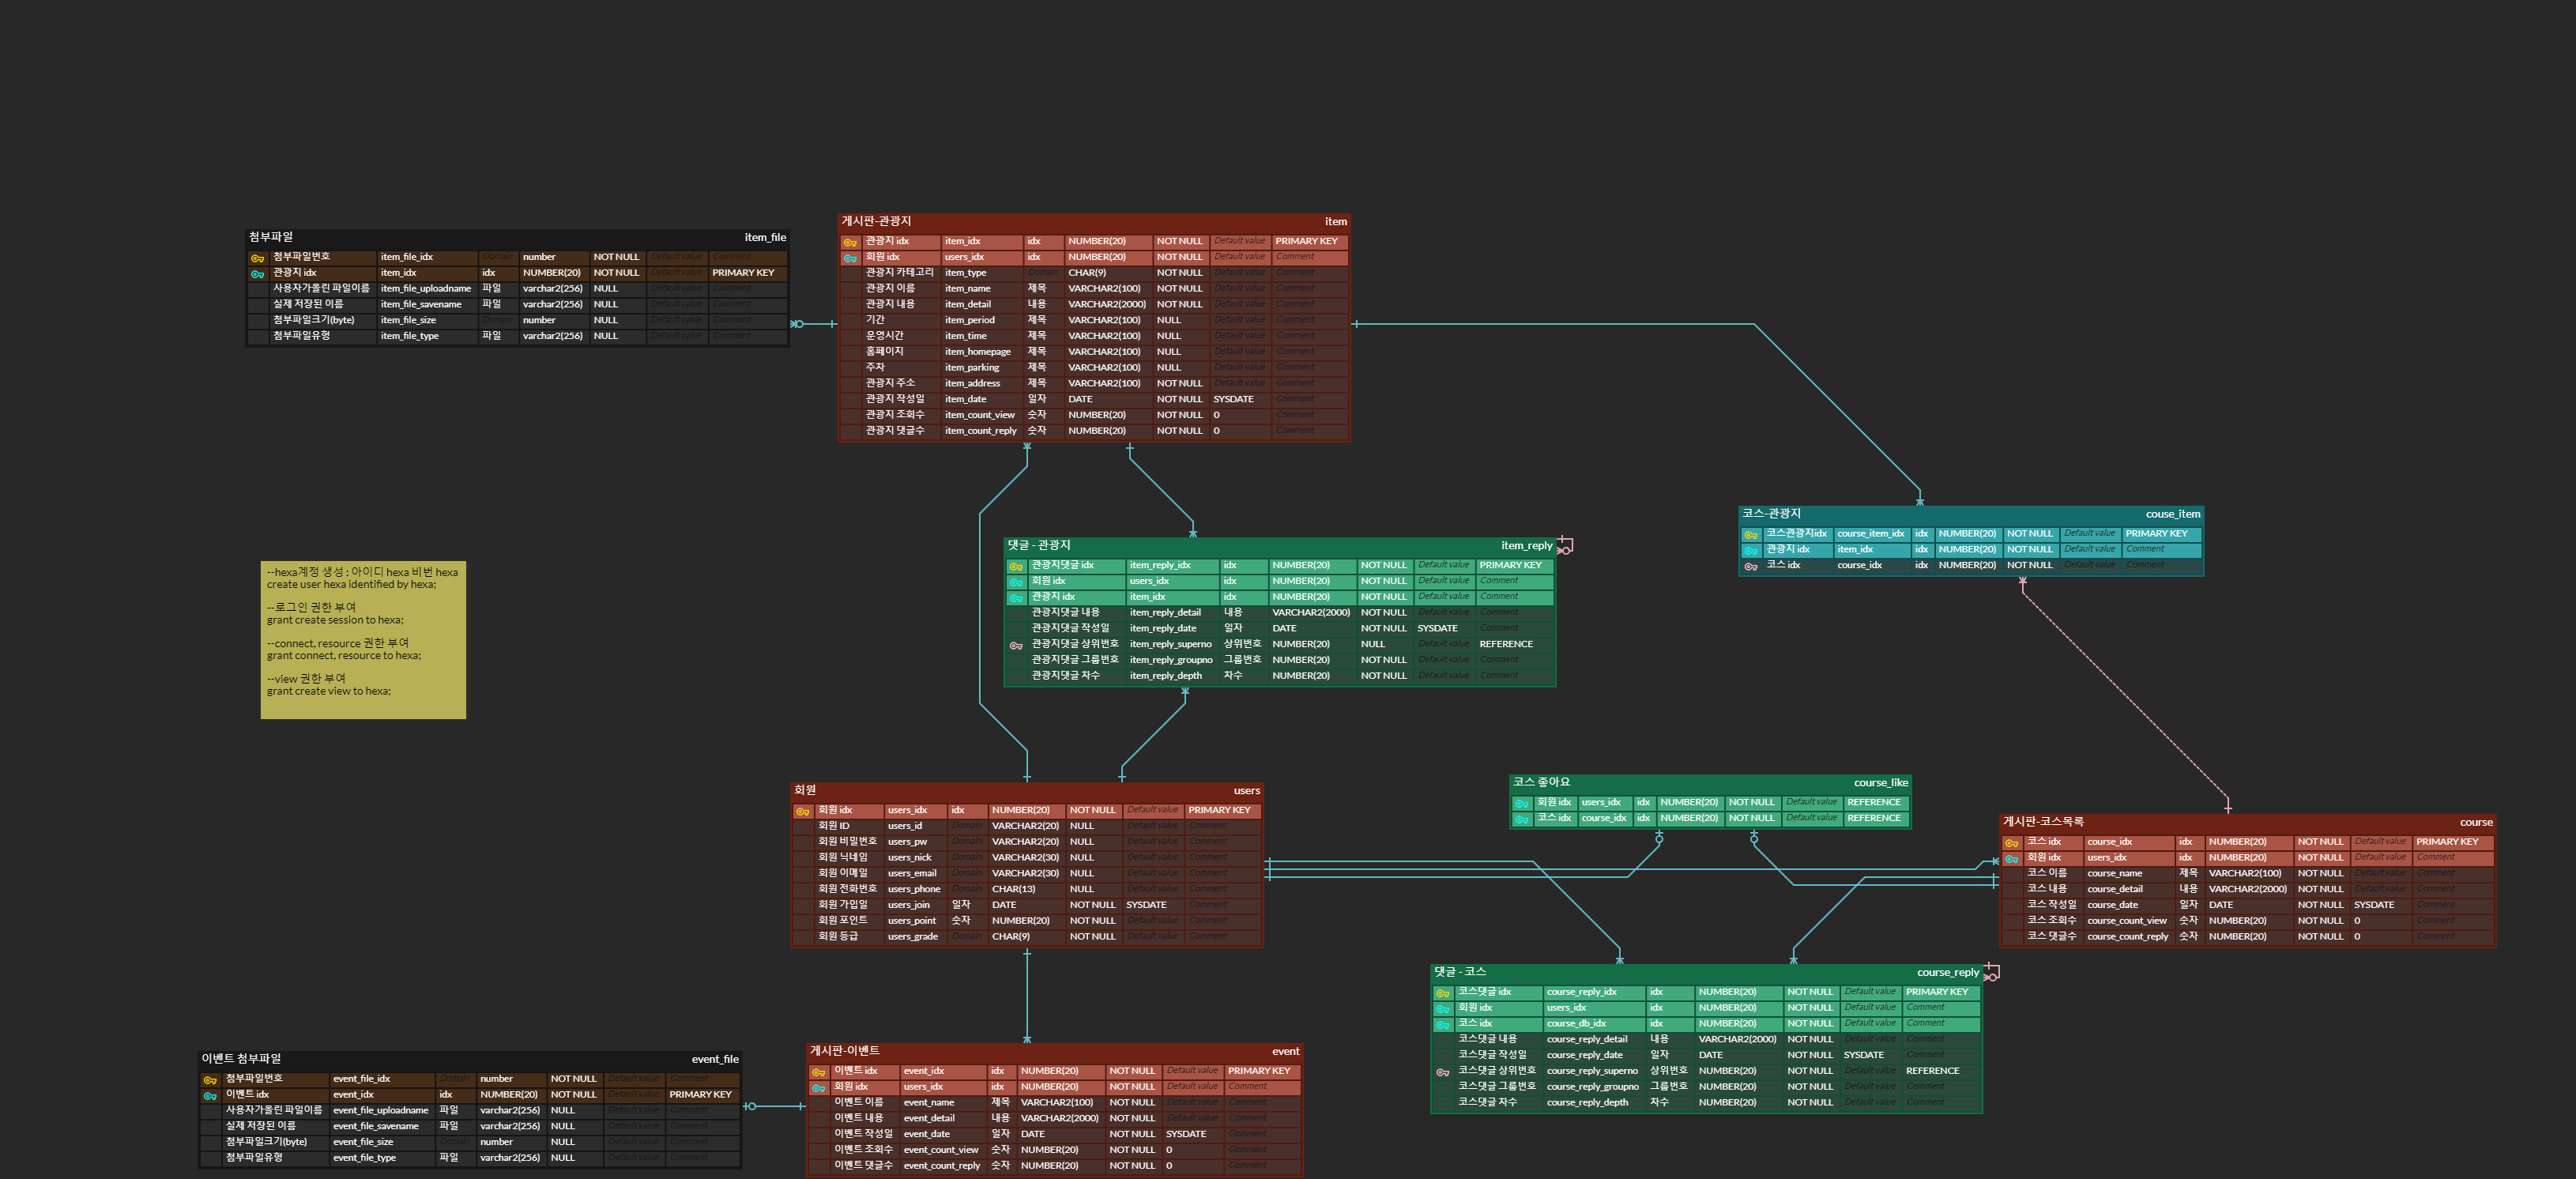 게시판-관광지 item
관광지 idx item_idx idx NUMBER(20) NOT NULL Default value PRIMARY KEY
회원 idx users_idx idx NUMBER(20) NOT NULL Default value Comment
관광지 카테고리 item_type Domain CHAR(9) NOT NULL Default value Comment
관광지 이름 item_name 제목 VARCHAR2(100) NOT NULL Default value Comment
관광지 내용 item_detail 내용 VARCHAR2(2000) NOT NULL Default value Comment
기간 item_period 제목 VARCHAR2(100) NULL Default value Comment
운영시간 item_time 제목 VARCHAR2(100) NULL Default value Comment
홈페이지 item_homepage 제목 VARCHAR2(100) NULL Default value Comment
주차 item_parking 제목 VARCHAR2(100) NULL Default value Comment
관광지 주소 item_address 제목 VARCHAR2(100) NOT NULL Default value Comment
관광지 작성일 item_date 일자 DATE NOT NULL SYSDATE Comment
관광지 조회수 item_count_view 숫자 NUMBER(20) NOT NULL 0 Comment
관광지 댓글수 item_count_reply 숫자 NUMBER(20) NOT NULL 0 Comment
첨부파일 item_file
첨부파일번호 item_file_idx Domain number NOT NULL Default value Comment
관광지 idx item_idx idx NUMBER(20) NOT NULL Default value PRIMARY KEY
사용자가올린 파일이름 item_file_uploadname 파일 varchar2(256) NULL Default value Comment
실제 저장된 이름 item_file_savename 파일 varchar2(256) NULL Default value Comment
첨부파일크기(byte) item_file_size Domain number NULL Default value Comment
첨부파일유형 item_file_type 파일 varchar2(256) NULL Default value Comment
코스-관광지 couse_item
코스관광지idx course_item_idx idx NUMBER(20) NOT NULL Default value PRIMARY KEY
관광지 idx item_idx idx NUMBER(20) NOT NULL Default value Comment
코스 idx course_idx idx NUMBER(20) NOT NULL Default value Comment
댓글 - 관광지 item_reply
관광지댓글 idx item_reply_idx idx NUMBER(20) NOT NULL Default value PRIMARY KEY
회원 idx users_idx idx NUMBER(20) NOT NULL Default value Comment
관광지 idx item_idx idx NUMBER(20) NOT NULL Default value Comment
관광지댓글 내용 item_reply_detail 내용 VARCHAR2(2000) NOT NULL Default value Comment
관광지댓글 작성일 item_reply_date 일자 DATE NOT NULL SYSDATE Comment
관광지댓글 상위번호 item_reply_superno 상위번호 NUMBER(20) NULL Default value REFERENCE
관광지댓글 그룹번호 item_reply_groupno 그룹번호 NUMBER(20) NOT NULL Default value Comment
관광지댓글 차수 item_reply_depth 차수 NUMBER(20) NOT NULL Default value Comment
--hexa계정 생성 : 아이디 hexa 비번 hexa
create user hexa identified by hexa;
--로그인 권한 부여
grant create session to hexa;
--connect, resource 권한 부여
grant connect, resource to hexa;
--view 권한 부여
grant create view to hexa;
회원 users
회원 idx users_idx idx NUMBER(20) NOT NULL Default value PRIMARY KEY
회원 ID users_id Domain VARCHAR2(20) NULL Default value Comment
회원 비밀번호 users_pw Domain VARCHAR2(20) NULL Default value Comment
회원 닉네임 users_nick Domain VARCHAR2(30) NULL Default value Comment
회원 이메일 users_email Domain VARCHAR2(30) NULL Default value Comment
회원 전화번호 users_phone Domain CHAR(13) NULL Default value Comment
회원 가입일 users_join 일자 DATE NOT NULL SYSDATE Comment
회원 포인트 users_point 숫자 NUMBER(20) NOT NULL Default value Comment
회원 등급 users_grade Domain CHAR(9) NOT NULL Default value Comment
코스 좋아요 course_like
회원 idx users_idx idx NUMBER(20) NOT NULL Default value REFERENCE
코스 idx course_idx idx NUMBER(20) NOT NULL Default value REFERENCE
게시판-코스목록 course
코스 idx course_idx idx NUMBER(20) NOT NULL Default value PRIMARY KEY
회원 idx users_idx idx NUMBER(20) NOT NULL Default value Comment
코스 이름 course_name 제목 VARCHAR2(100) NOT NULL Default value Comment
코스 내용 course_detail 내용 VARCHAR2(2000) NOT NULL Default value Comment
코스 작성일 course_date 일자 DATE NOT NULL SYSDATE Comment
코스 조회수 course_count_view 숫자 NUMBER(20) NOT NULL 0 Comment
코스 댓글수 course_count_reply 숫자 NUMBER(20) NOT NULL 0 Comment
댓글 - 코스 course_reply
코스댓글 idx course_reply_idx idx NUMBER(20) NOT NULL Default value PRIMARY KEY
회원 idx users_idx idx NUMBER(20) NOT NULL Default value Comment
코스 idx course_db_idx idx NUMBER(20) NOT NULL Default value Comment
코스댓글 내용 course_reply_detail 내용 VARCHAR2(2000) NOT NULL Default value Comment
코스댓글 작성일 course_reply_date 일자 DATE NOT NULL SYSDATE Comment
코스댓글 상위번호 course_reply_superno 상위번호 NUMBER(20) NOT NULL Default value REFERENCE
코스댓글 그룹번호 course_reply_groupno 그룹번호 NUMBER(20) NOT NULL Default value Comment
코스댓글 차수 course_reply_depth 차수 NUMBER(20) NOT NULL Default value Comment
이벤트 첨부파일 event_file
첨부파일번호 event_file_idx Domain number NOT NULL Default value Comment
이벤트 idx event_idx idx NUMBER(20) NOT NULL Default value PRIMARY KEY
사용자가올린 파일이름 event_file_uploadname 파일 varchar2(256) NULL Default value Comment
실제 저장된 이름 event_file_savename 파일 varchar2(256) NULL Default value Comment
첨부파일크기(byte) event_file_size Domain number NULL Default value Comment
첨부파일유형 event_file_type 파일 varchar2(256) NULL Default value Comment
게시판-이벤트 event
이벤트 idx event_idx idx NUMBER(20) NOT NULL Default value PRIMARY KEY
회원 idx users_idx idx NUMBER(20) NOT NULL Default value Comment
이벤트 이름 event_name 제목 VARCHAR2(100) NOT NULL Default value Comment
이벤트 내용 event_detail 내용 VARCHAR2(2000) NOT NULL Default value Comment
이벤트 작성일 event_date 일자 DATE NOT NULL SYSDATE Comment
이벤트 조회수 event_count_view 숫자 NUMBER(20) NOT NULL 0 Comment
이벤트 댓글수 event_count_reply 숫자 NUMBER(20) NOT NULL 0 Comment